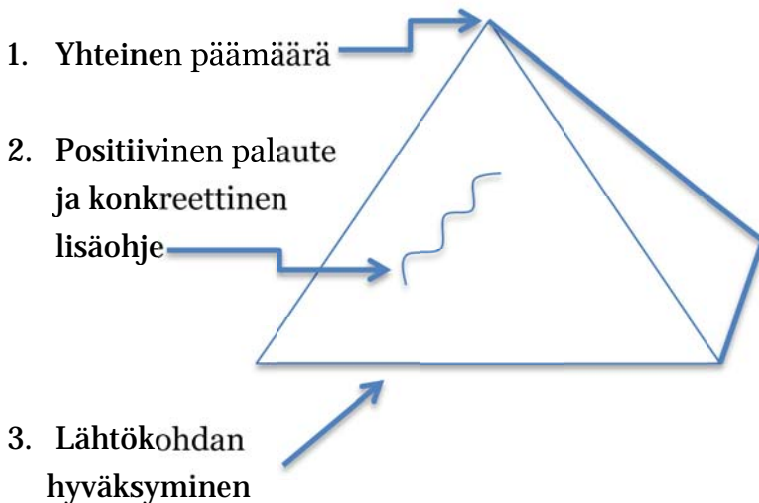 1. Yhteinen päämäärä
2. Positiivinen palaute
ja konkreettinen
lisäohje
3. Lähtökohdan
hyväksyminen